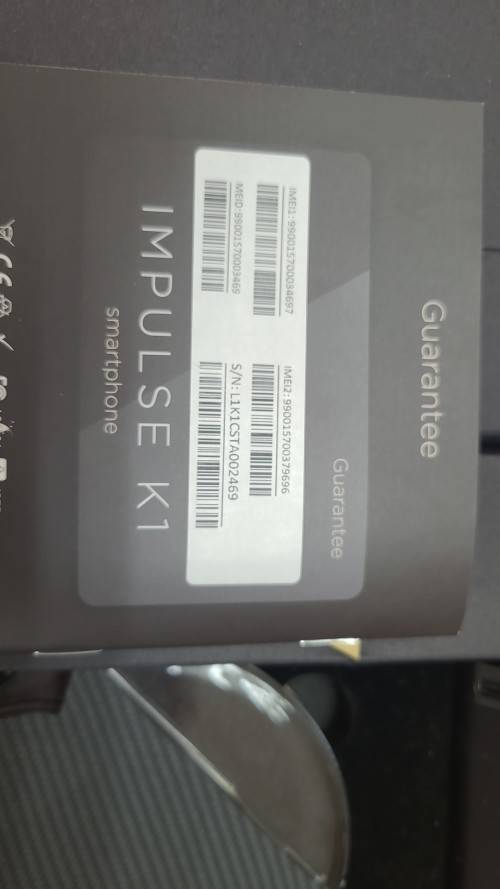 Guarantee
Guarantee
IMEI1: 990015700034697
IMEI2: 990015700379696
MEID:99001570003469
S/N: L1K1CSTA002469
IMPULSE K1
smartphone